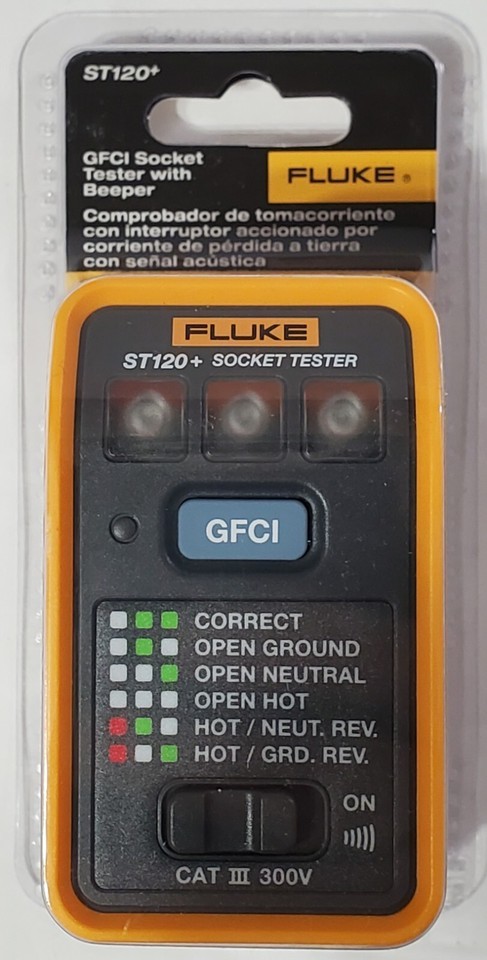 ST120+
GFCI Socket
Tester with
Beeper
FLUKE®
Comprobador de tomacorriente
con interruptor accionado por
corriente de pérdida a tierra
con señal acústica
FLUKE
ST120+ SOCKET TESTER
GFCI
CORRECT
OPEN GROUND
OPEN NEUTRAL
OPEN HOT
HOT / NEUT. REV.
HOT / GRD. REV.
ON
CAT III 300V